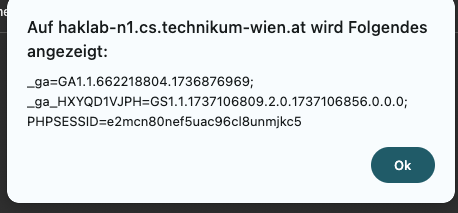 Auf haklab-n1.cs.technikum-wien.at wird Folgendes
angezeigt:
_ga=GA1.1.662218804.1736876969;
_ga_HXYQD1VJPH=GS1.1.1737106809.2.0.1737106856.0.0.0;
PHPSESSID=e2mcn80nef5uac96cl8unmjkc5
Ok